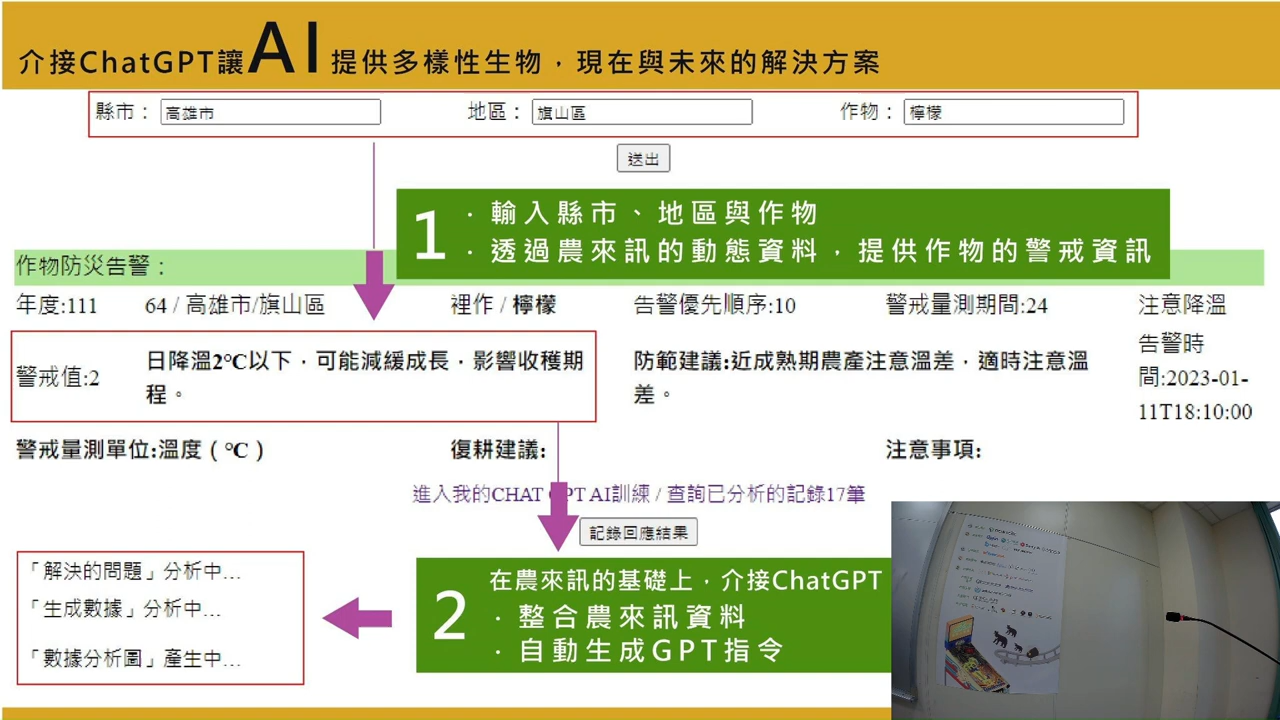 介接ChatGPT讓AI提供多樣性生物，現在與未來的解決方案
縣市： 高雄市 地區： 旗山區 作物： 檸檬
送出
1
．輸入縣市、地區與作物
．透過農來訊的動態資料，提供作物的警戒資訊
作物防災告警：
年度:111 64 / 高雄市/旗山區 裡作 / 檸檬 告警優先順序:10 警戒量測期間:24 注意降溫
警戒值:2
日降溫2°C以下，可能減緩成長，影響收穫期
程。
防範建議:近成熟期農產注意溫差，適時注意溫
差。
告警時
間:2023-01-
11T18:10:00
警戒量測單位:溫度（°C） 復耕建議: 注意事項:
進入我的CHAT GPT AI訓練 / 查詢已分析的記錄17筆
記錄回應結果
「解決的問題」分析中...
「生成數據」分析中...
「數據分析圖」產生中...
2
在農來訊的基礎上，介接ChatGPT
．整合農來訊資料
．自動生成GPT指令